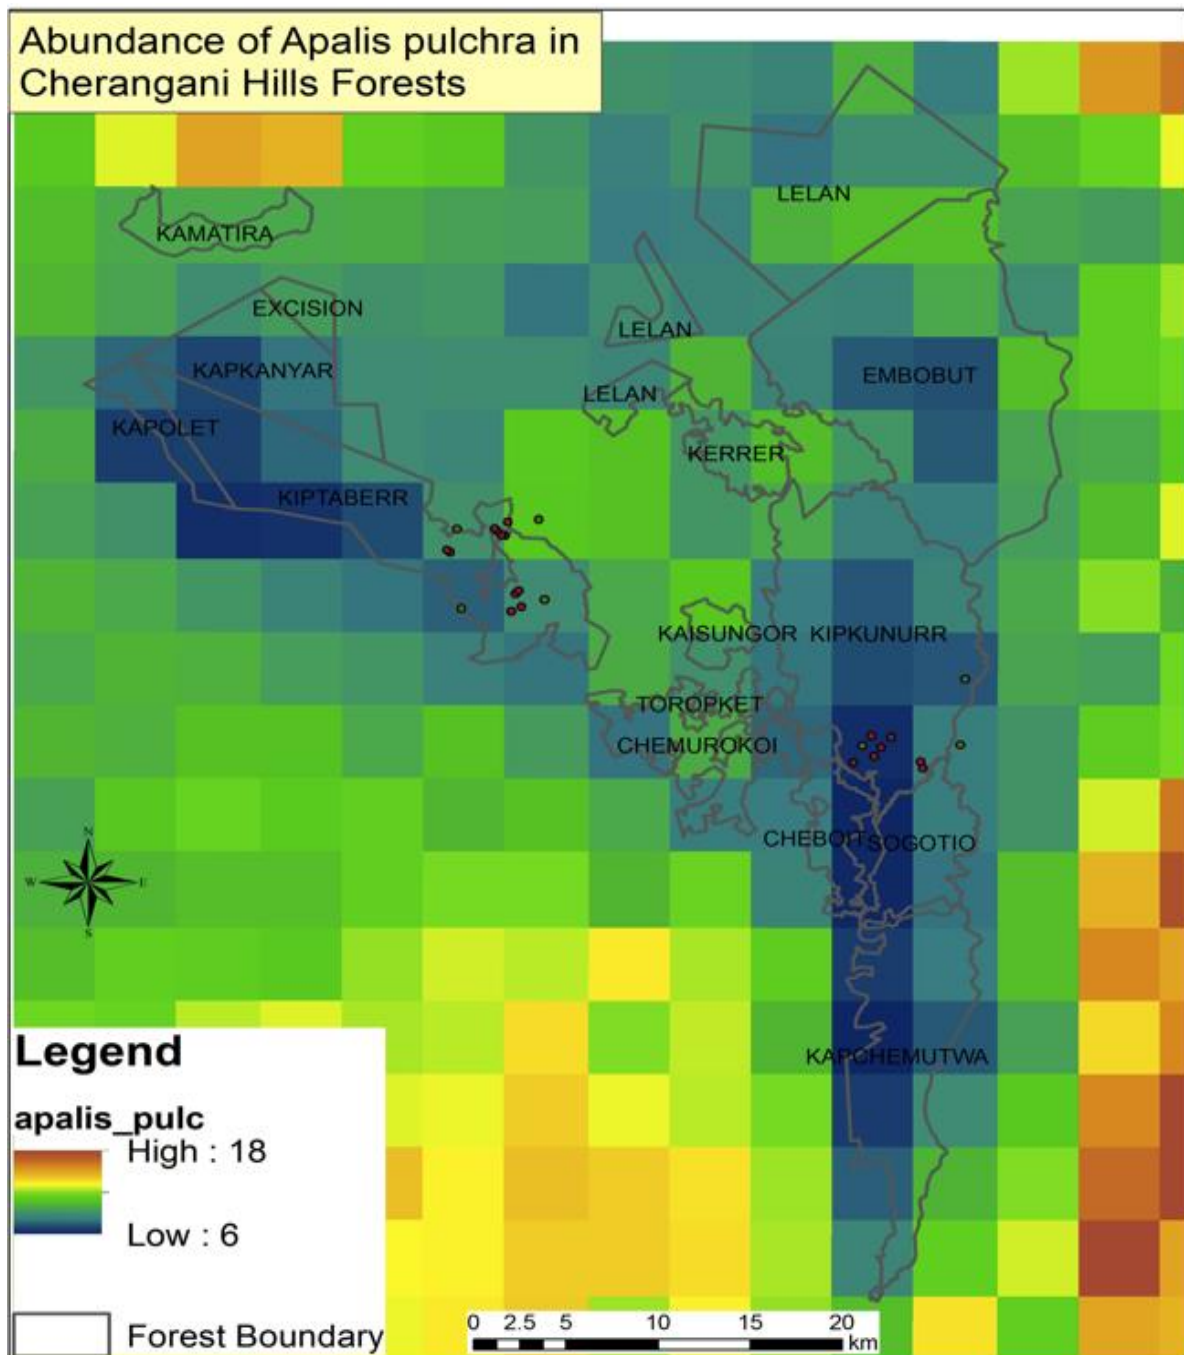 Abundance of Apalis pulchra in
Cherangani Hills Forests
LELAN
KAMATIRA
EXCISION
LELAN
KAPKANYAR
EMBOBUT
LELAN
KAPOLET
KERRER
KIPTABERR
KAISUNGOR
KIPKUNURR
TOROPKET
CHEMUROKOI
CHEBOIT
SOGOTIO
N
W
E
S
KAPCHEMUTWA
Legend
apalis_pulc
High : 18
Low : 6
Forest Boundary
0 2.5 5 10 15 20
km